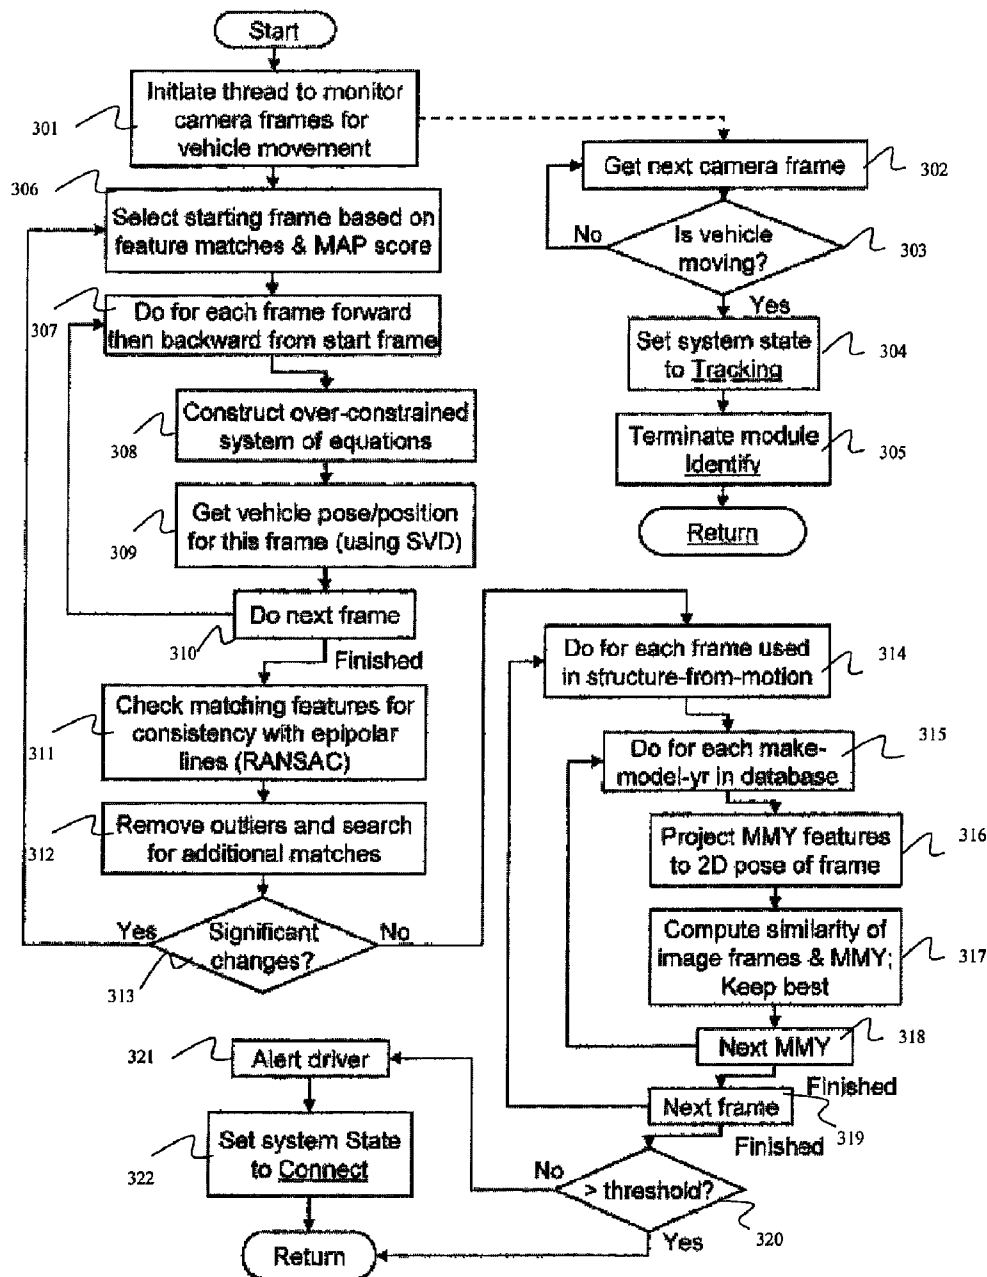 Start
Initiate thread to monitor
camera frames for
vehicle movement
301
Get next camera frame
302
Is vehicle
moving?
303
No
Yes
Set system state
to Tracking
304
Terminate module
Identify
305
Return
306
Select starting frame based on
feature matches & MAP score
307
Do for each frame forward
then backward from start frame
Construct over-constrained
system of equations
308
Get vehicle pose/position
for this frame (using SVD)
309
Do next frame
310
Finished
Check matching features for
consistency with epipolar
lines (RANSAC)
311
Remove outliers and search
for additional matches
312
Yes
Significant
changes?
No
313
Do for each frame used
in structure-from-motion
314
Do for each make-
model-yr in database
315
Project MMY features
to 2D pose of frame
316
Compute similarity of
image frames & MMY;
Keep best
317
Next MMY
318
Finished
Next frame
319
Finished
> threshold?
320
No
Yes
321
Alert driver
Set system State
to Connect
322
Return